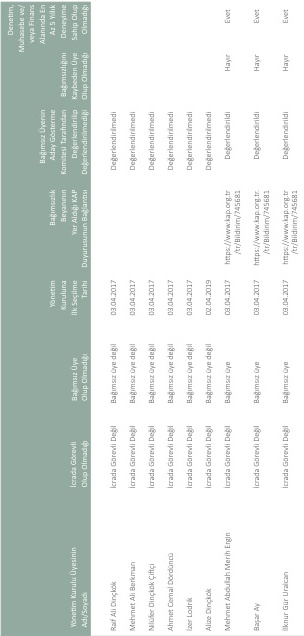 Yönetim Kurulu Üyesinin
Adı/Soyadı
İcrada Görevli
Olup Olmadığı
Bağımsız Üye
Olup Olmadığı
Yönetim
Kuruluna
İlk Seçilme
Tarihi
Bağımsızlık
Beyanının
Yer Aldığı KAP
Duyurusunun Bağlantısı
Bağımsız Üyenin
Aday Gösterme
Komitesi Tarafından
Değerlendirilip
Değerlendirilmediği
Bağımsızlığını
Kaybeden Üye
Olup Olmadığı
Denetim,
Muhasebe ve/
veya Finans
Alanında En
Az 5 Yıllık
Deneyime
Sahip Olup
Olmadığı
Raif Ali Dinçkök İcrada Görevli Değil Bağımsız üye değil 03.04.2017 Değerlendirilmedi
Mehmet Ali Berkman İcrada Görevli Değil Bağımsız üye değil 03.04.2017 Değerlendirilmedi
Nilüfer Dinçkök Çiftçi İcrada Görevli Değil Bağımsız üye değil 03.04.2017 Değerlendirilmedi
Ahmet Cemal Dördüncü İcrada Görevli Değil Bağımsız üye değil 03.04.2017 Değerlendirilmedi
İzer Lodrik İcrada Görevli Değil Bağımsız üye değil 03.04.2017 Değerlendirilmedi
Alize Dinçkök İcrada Görevli Değil Bağımsız üye değil 02.04.2019 Değerlendirilmedi
Mehmet Abdullah Merih Ergin İcrada Görevli Değil Bağımsız üye 03.04.2017 https://www.kap.org.tr Değerlendirildi Hayır Evet
/tr/Bildirim/745681
Başar Ay İcrada Görevli Değil Bağımsız üye 03.04.2017 https://www.kap.org.tr. Değerlendirildi Hayır Evet
/tr/Bildirim/745681
İlknur Gür Uralcan İcrada Görevli Değil Bağımsız üye 03.04.2017 https://www.kap.org.tr Değerlendirildi Hayır Evet
/tr/Bildirim/745681